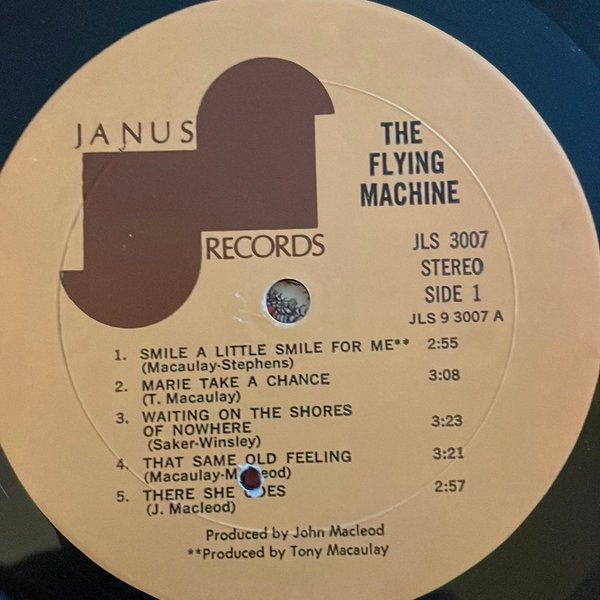 JANUS
RECORDS
THE
FLYING
MACHINE
JLS 3007
STEREO
SIDE 1
JLS 9 3007 A
1. SMILE A LITTLE SMILE FOR ME** 2:55
(Macaulay-Stephens)
2. MARIE TAKE A CHANCE 3:08
(T. Macaulay)
3. WAITING ON THE SHORES
OF NOWHERE 3:23
(Saker-Winsley)
4. THAT SAME OLD FEELING 3:21
5. THERE SHE 2:57
(J. Macleod)
Produced by John Macleod
**Produced by Tony Macaulay